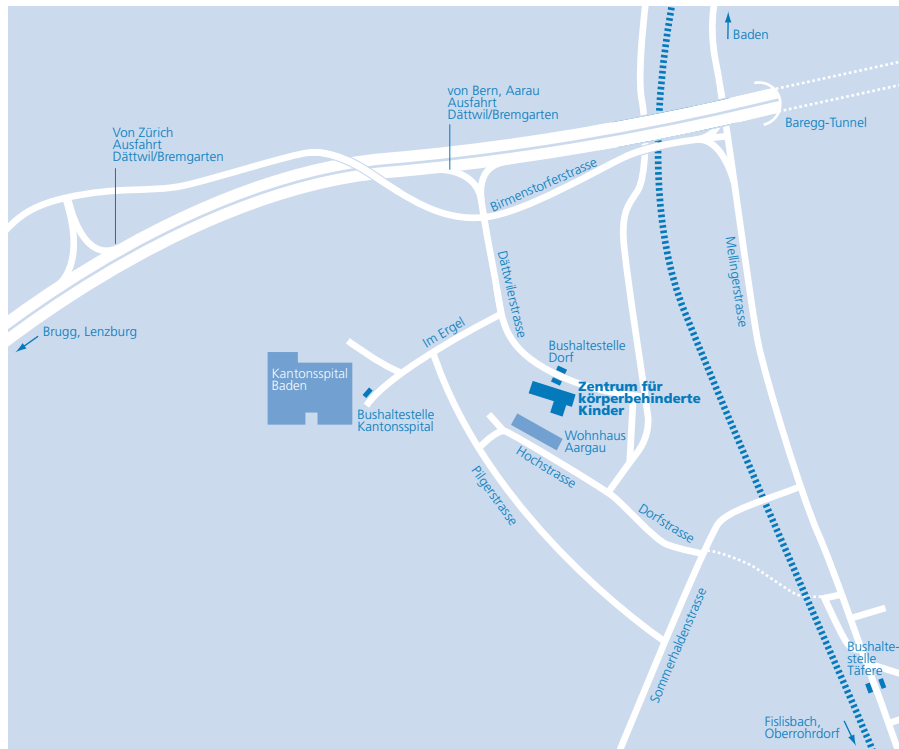 Baden
von Bern, Aarau
Ausfahrt
Dättwil/Bremgarten
Baregg-Tunnel
Von Zürich
Ausfahrt
Dättwil/Bremgarten
Birmenstorferstrasse
Mellingerstrasse
Dättwilerstrasse
Brugg, Lenzburg
Im Ergel
Bushaltestelle
Dorf
Kantonsspital
Baden
Zentrum für
körperbehinderte
Kinder
Bushaltestelle
Kantonsspital
Wohnhaus
Aargau
Hochstrasse
Pilgerstrasse
Dorfstrasse
Sommerhaldenstrasse
Bushalte-
stelle
Täfere
Fislisbach,
Oberrohrdorf